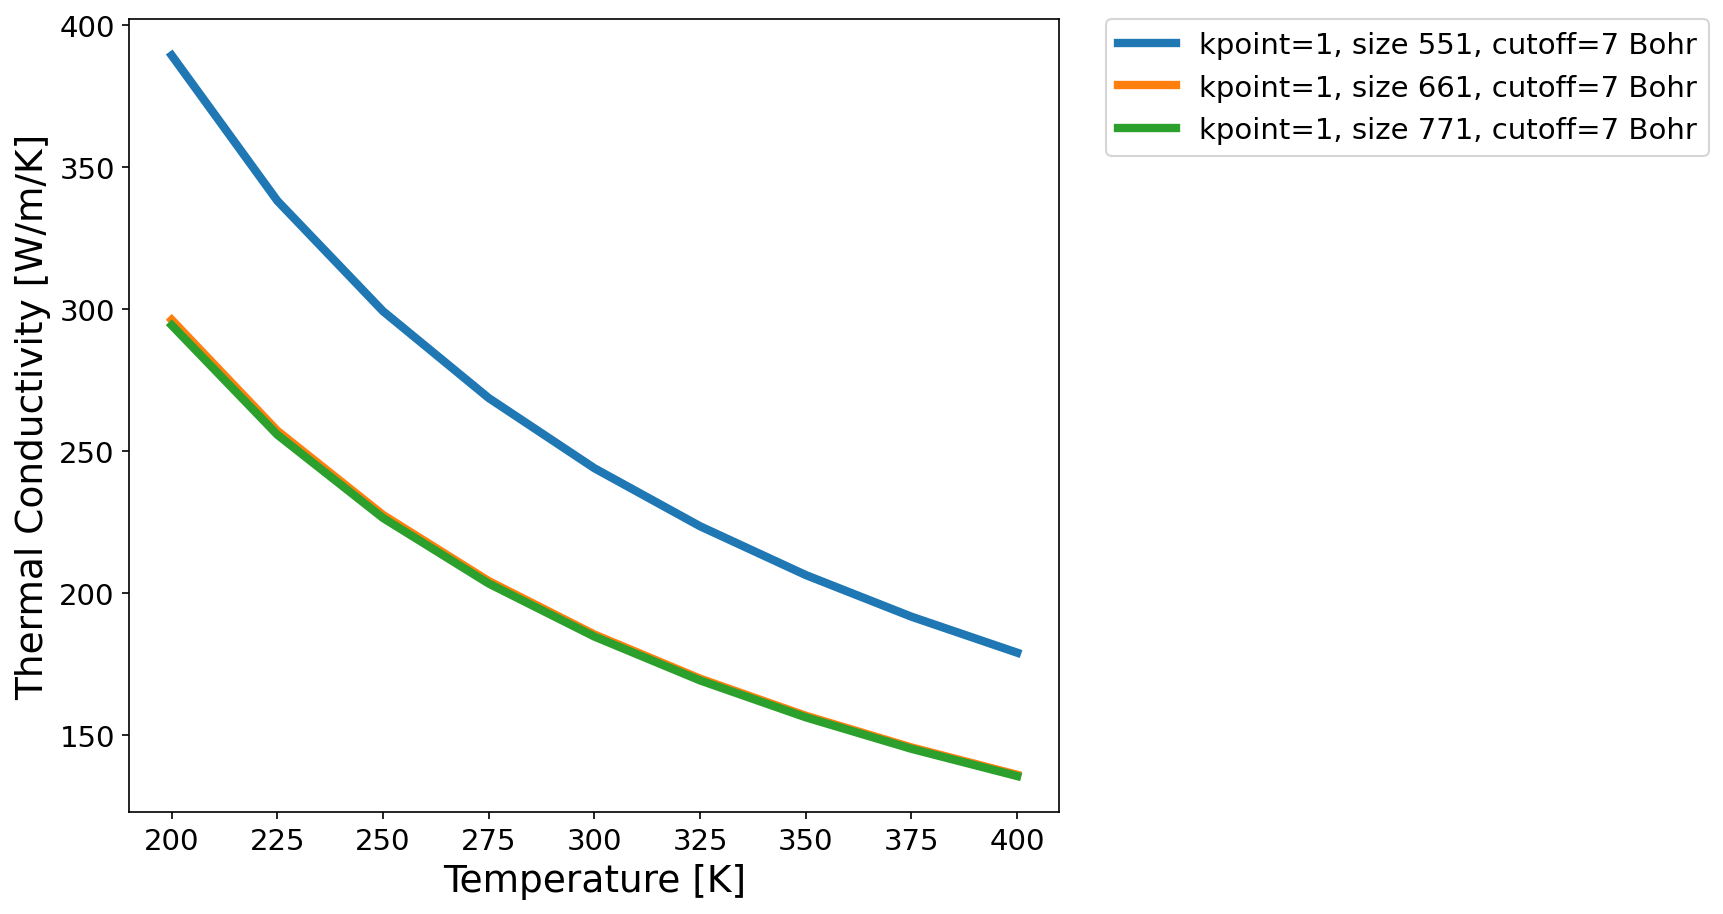 kpoint=1, size 551, cutoff=7 Bohr
kpoint=1, size 661, cutoff=7 Bohr
kpoint=1, size 771, cutoff=7 Bohr
Thermal Conductivity [W/m/K]
400
350
300
250
200
150
200 225 250 275 300 325 350 375 400
Temperature [K]